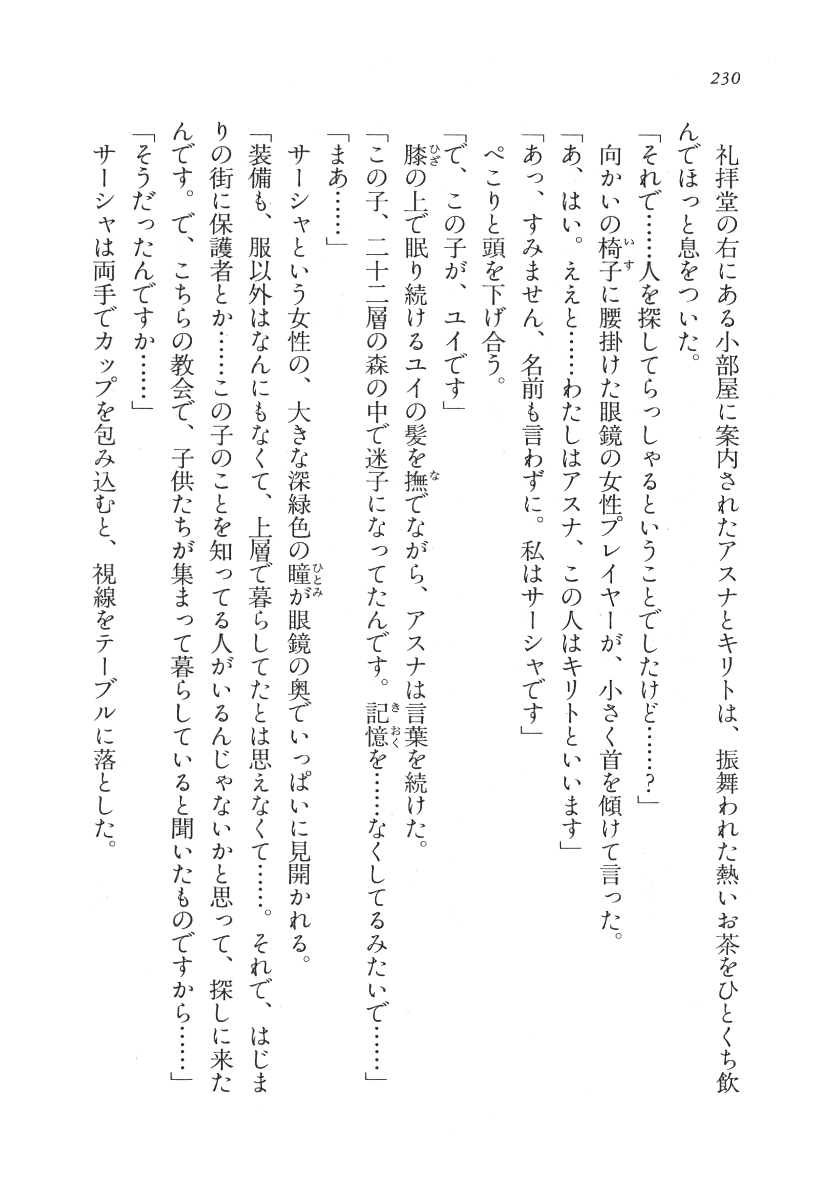 230
礼拝堂の右にある小部屋に案内されたアスナとキリトは、振舞われた熱いお茶をひとくち飲
んでほっと息をついた。
「それで……人を探してらっしゃるということでしたけど……?」
向かいの椅子に腰掛けた眼鏡の女性プレイヤーが、小さく首を傾けて言った。
「あ、はい。ええと……わたしはアスナ、この人はキリトといいます」
「あっ、すみません、名前も言わずに。私はサーシャです」
ぺこりと頭を下げ合う。
「で、この子が、ユイです」
膝の上で眠り続けるユイの髪を撫でながら、アスナは言葉を続けた。
「この子、二十二層の森の中で迷子になってたんです。記憶を……なくしてるみたいで……」
「まあ……」
サーシャという女性の、大きな深緑色の瞳が眼鏡の奥でいっぱいに見開かれる。
「装備も、服以外はなんにもなくて、上層で暮らしてたとは思えなくて……。それで、はじま
りの街に保護者とか……この子のことを知ってる人がいるんじゃないかと思って、探しに来た
んです。で、こちらの教会で、子供たちが集まって暮らしていると聞いたものですから……」
「そうだったんですか……」
サーシャは両手でカップを包み込むと、視線をテーブルに落とした。